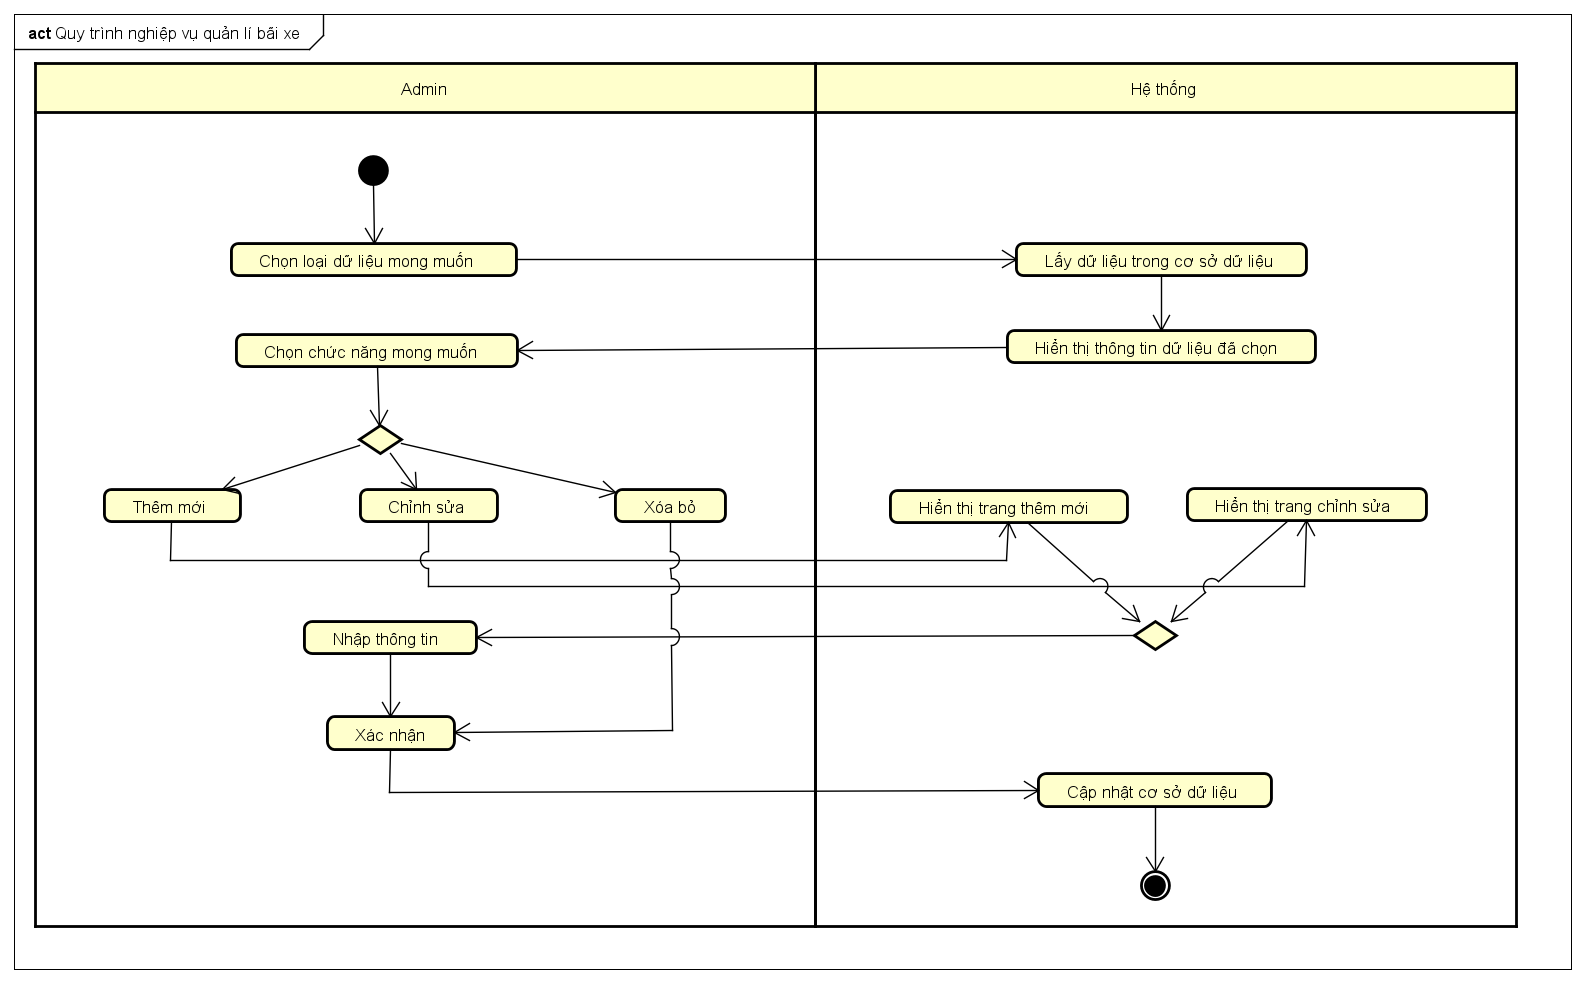 act Quy trình nghiệp vụ quản lí bãi xe
Admin
Hệ thống
Chọn loại dữ liệu mong muốn
Lấy dữ liệu trong cơ sở dữ liệu
Chọn chức năng mong muốn
Hiển thị thông tin dữ liệu đã chọn
Thêm mới
Chỉnh sửa
Xóa bỏ
Hiển thị trang thêm mới
Hiển thị trang chỉnh sửa
Nhập thông tin
Xác nhận
Cập nhật cơ sở dữ liệu